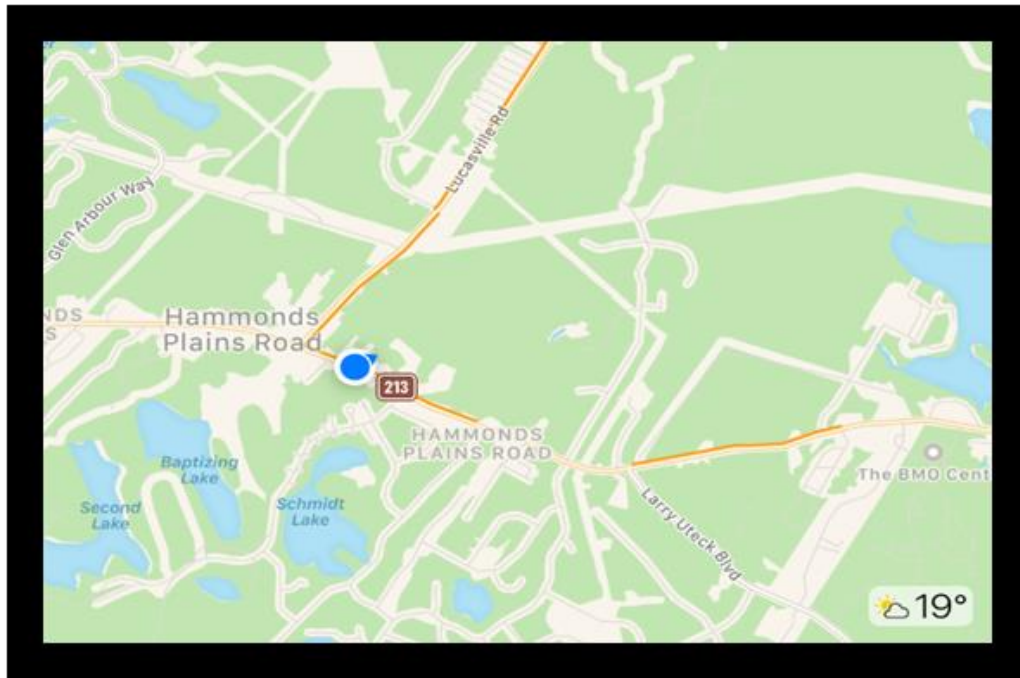 Lucasville Rd
Glen Arbour Way
Hammonds
Plains Road
213
HAMMONDS
PLAINS ROAD
Baptizing
Lake
The BMO Cent
Second
Lake
Schmidt
Lake
Larry Uteck Blvd
19°